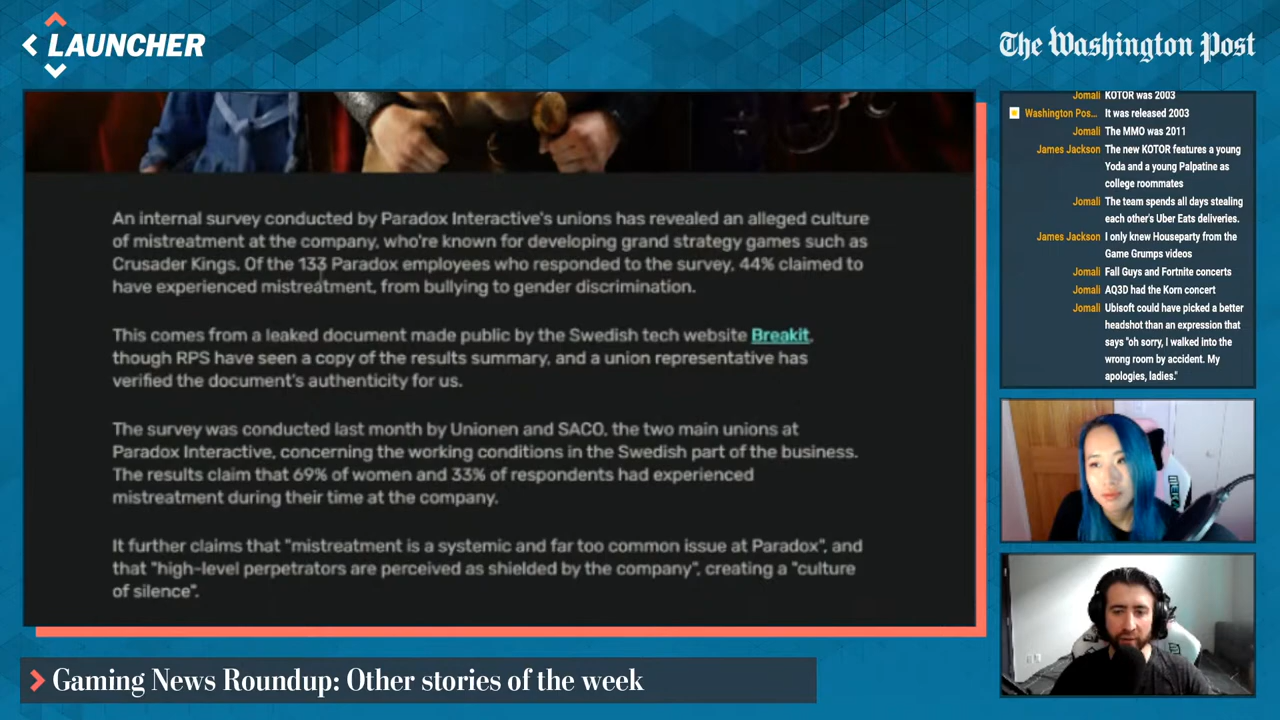 LAUNCHER
The Washington Post
An internal survey conducted by Paradox Interactive's unions has revealed an alleged culture
of mistreatment at the company, who're known for developing grand strategy games such as
Crusader Kings. Of the 133 Paradox employees who responded to the survey, 44% claimed to
have experienced mistreatment, from bullying to gender discrimination.
This comes from a leaked document made public by the Swedish tech website Breakit,
though RPS have seen a copy of the results summary, and a union representative has
verified the document's authenticity for us.
The survey was conducted last month by Unionen and SACO, the two main unions at
Paradox Interactive, concerning the working conditions in the Swedish part of the business.
The results claim that 69% of women and 33% of respondents had experienced
mistreatment during their time at the company.
It further claims that "mistreatment is a systemic and far too common issue at Paradox", and
that "high-level perpetrators are perceived as shielded by the company", creating a "culture
of silence".
Jomali KOTOR was 2003
Washington Pos... It was released 2003
Jomali The MMO was 2011
James Jackson The new KOTOR features a young
Yoda and a young Palpatine as
college roommates
Jomali The team spends all days stealing
each other's Uber Eats deliveries.
James Jackson I only knew Houseparty from the
Game Grumps videos
Jomali Fall Guys and Fortnite concerts
Jomali AQ3D had the Korn concert
Jomali Ubisoft could have picked a better
headshot than an expression that
says "oh sorry, I walked into the
wrong room by accident. My
apologies, ladies."
Gaming News Roundup: Other stories of the week